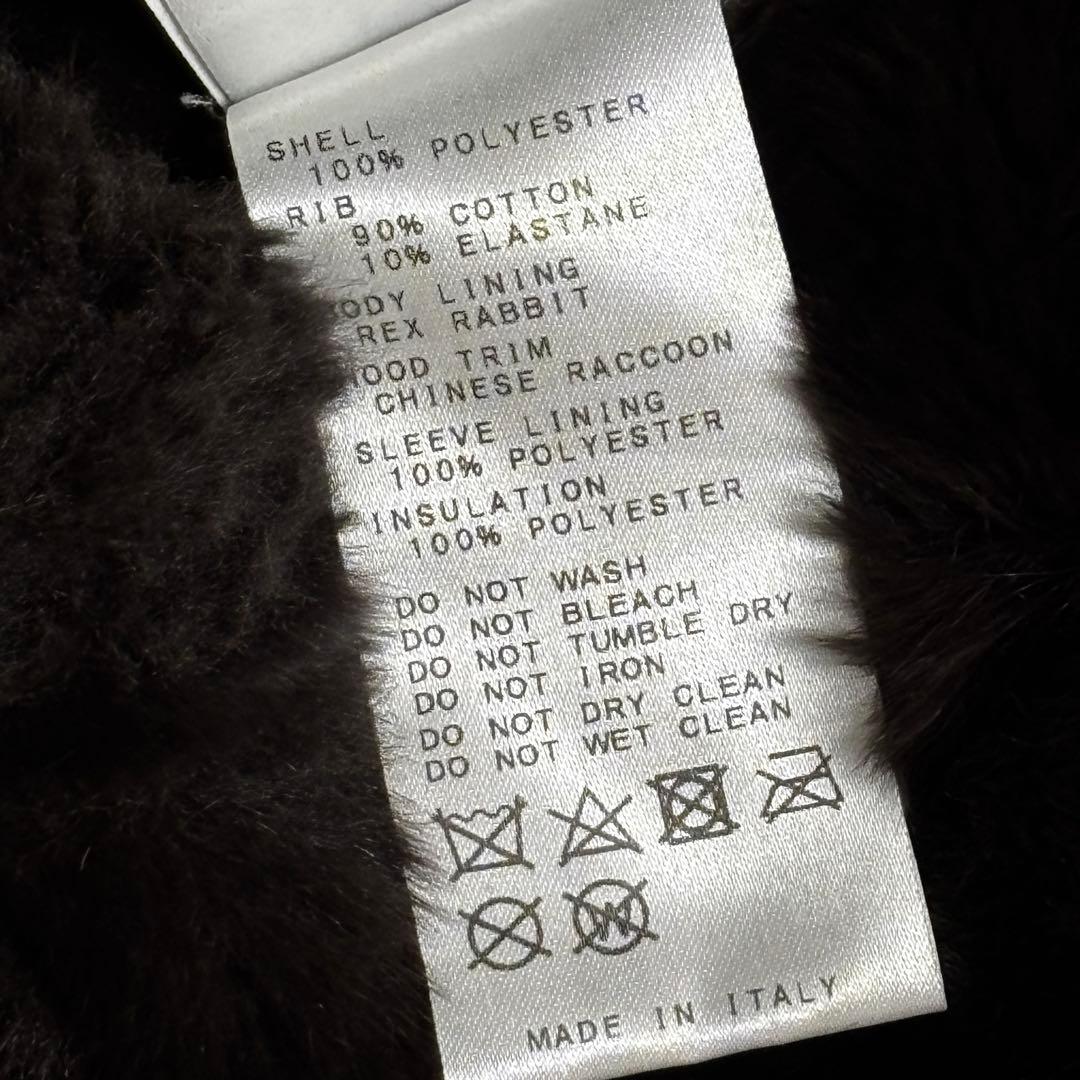 SHELL
100% POLYESTER
RIB
90% COTTON
10% ELASTANE
ODY LINING
REX RABBIT
HOOD TRIM
CHINESE RACCOON
SLEEVE LINING
100% POLYESTER
INSULATION
100% POLYESTER
DO NOT WASH
DO NOT BLEACH
DO NOT TUMBLE DRY
DO NOT IRON
DO NOT DRY CLEAN
DO NOT WET CLEAN
W
MADE IN ITALY